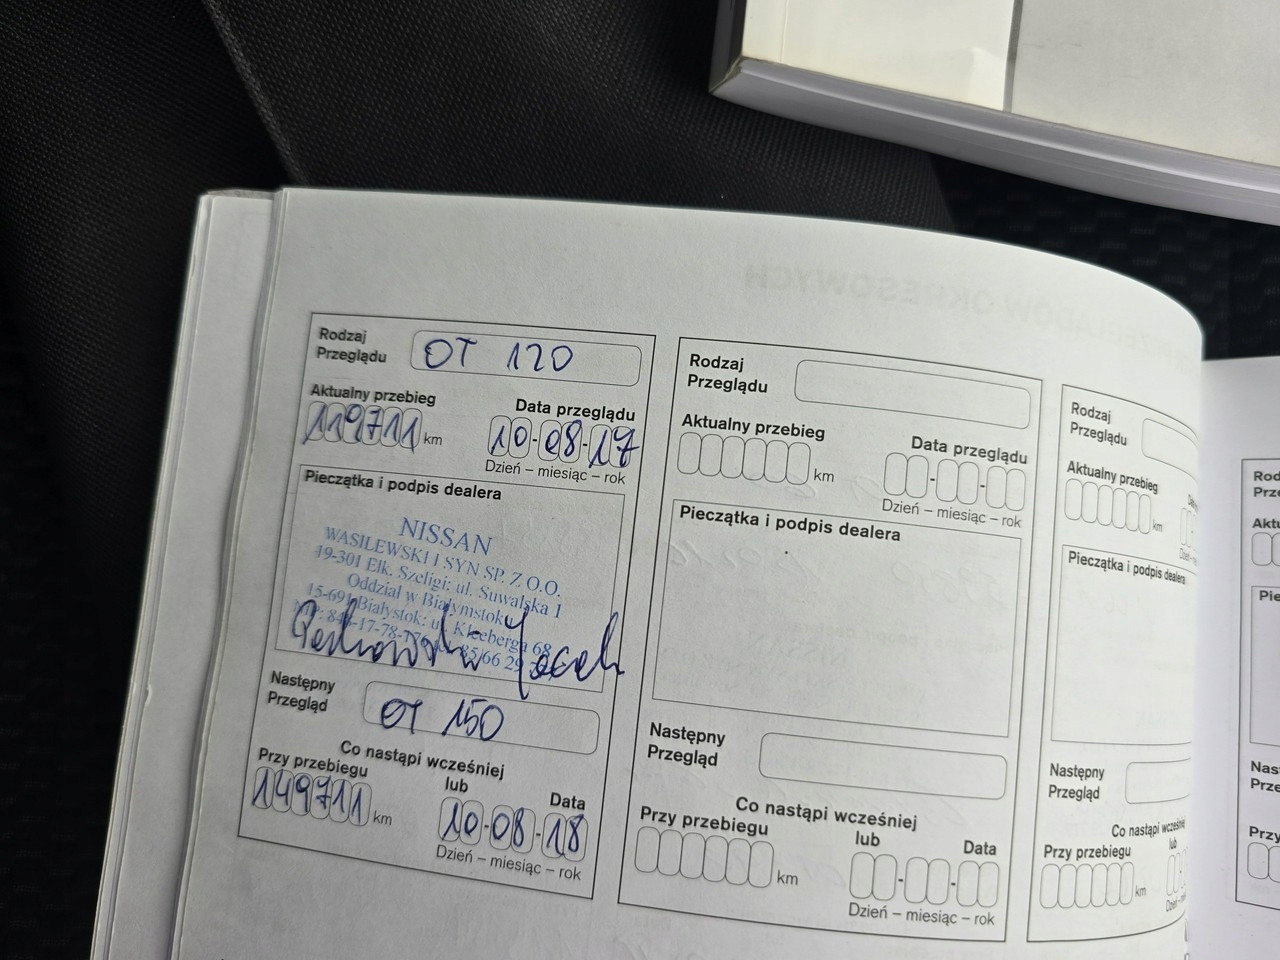 Rodzaj
Przeglądu
OT 120
Aktualny przebieg
119711 km
Data przeglądu
10-08-17
Dzień – miesiąc – rok
Pieczątka i podpis dealera
NISSAN
WASILEWSKI I SYN SP. Z O.O.
19-301 Ełk. Szeligi: ul. Suwalska 1
Oddział w Białymstoku
15-691 Białystok: ul. Kleeberga 68
Następny
Przegląd
OT 150
Co nastąpi wcześniej
Przy przebiegu
lub
Data
149711 km
10-08-18
Dzień – miesiąc – rok
Rodzaj
Przeglądu
Aktualny przebieg
km
Data przeglądu
Dzień – miesiąc – rok
Pieczątka i podpis dealera
Następny
Przegląd
Co nastąpi wcześniej
Przy przebiegu
lub
Data
km
Dzień – miesiąc – rok
Rodzaj
Przeglądu
Aktualny przebieg
km
Pieczątka i podpis dealera
Następny
Przegląd
Co nastąpi wcześniej
Przy przebiegu
lub
km